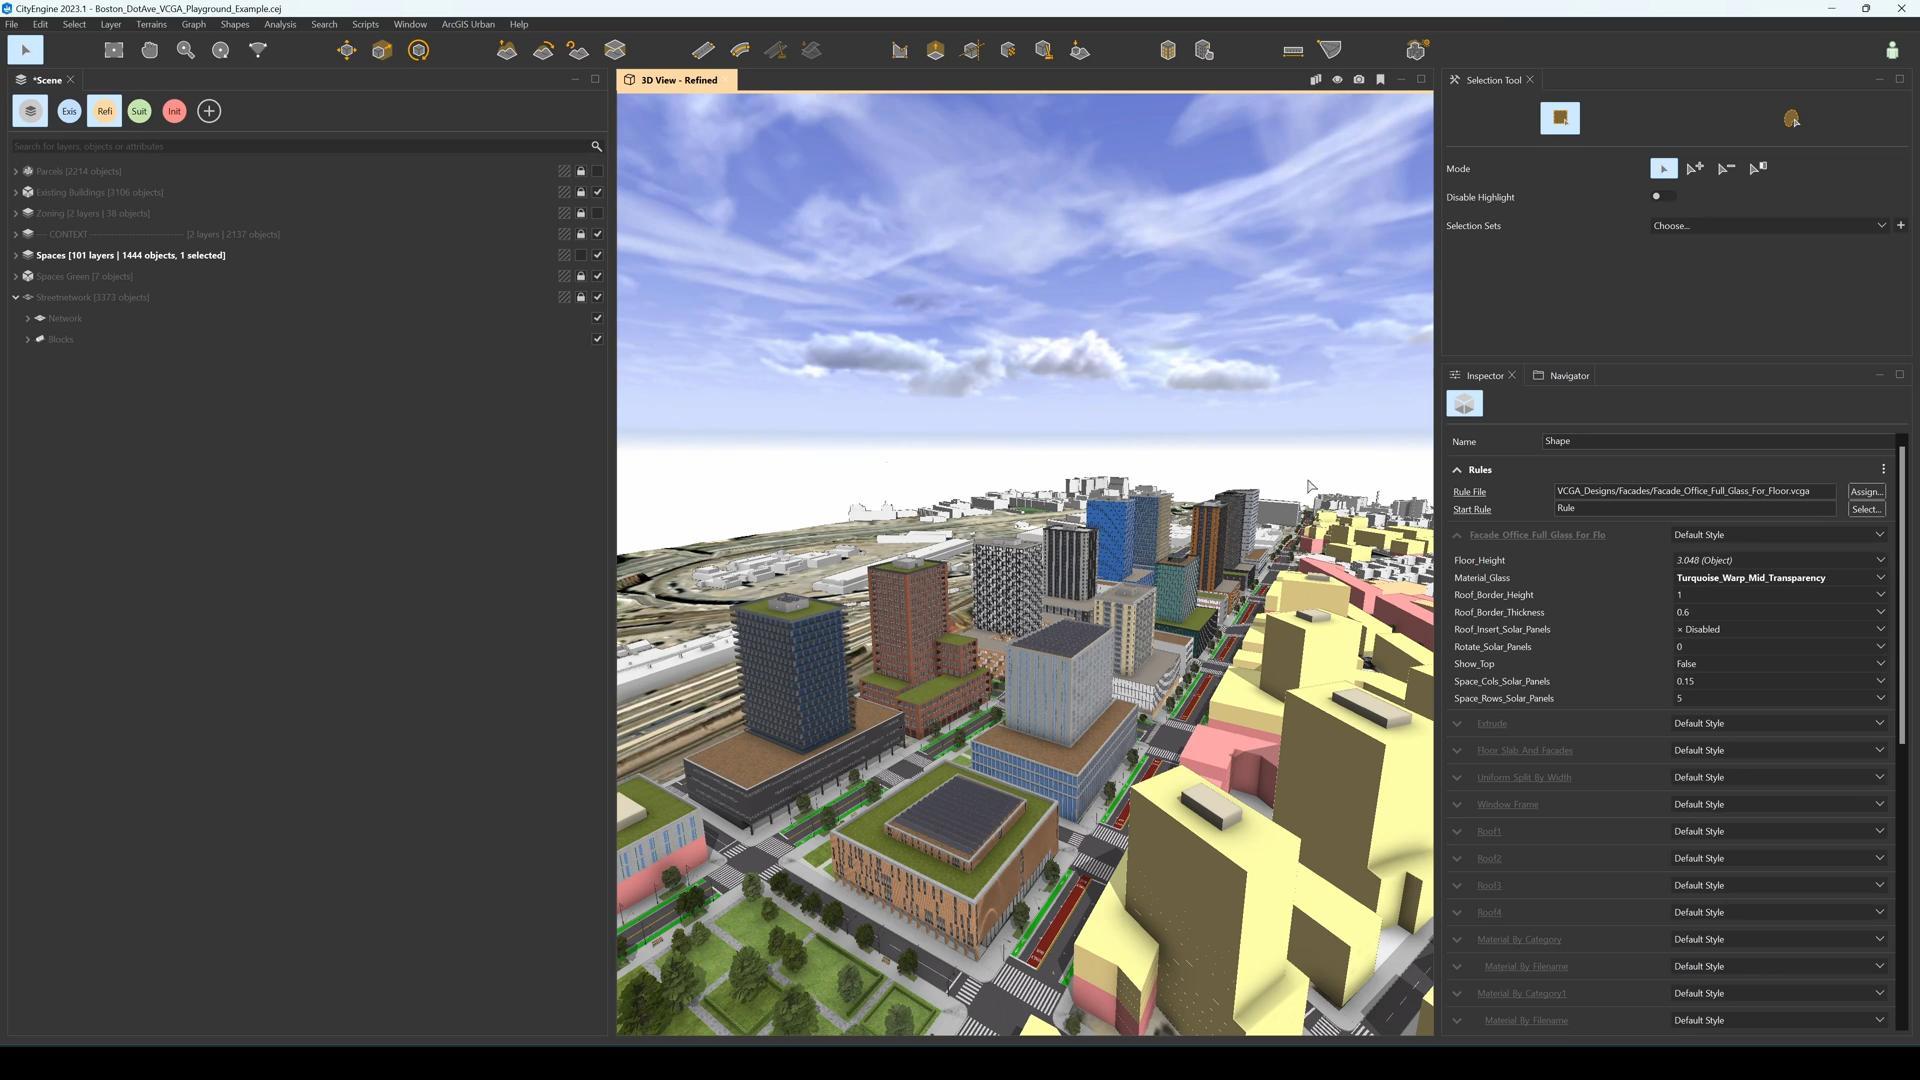 CityEngine 2023.1 - Boston_DotAve_VCGA_Playground_Example.cej
File Edit Select Layer Terrains Graph Shapes Analysis Search Scripts Window ArcGIS Urban Help
*Scene
Exis Refi Suit Init
Search for layers, objects or attributes
Parcels [2214 objects]
Existing Buildings [3106 objects]
Zoning [2 layers | 38 objects]
--- CONTEXT ------------------------------ [2 layers | 2137 objects]
Spaces [101 layers | 1444 objects, 1 selected]
Spaces Green [7 objects]
Streetnetwork [3373 objects]
Network
Blocks
3D View - Refined
Selection Tool
Mode
Disable Highlight
Selection Sets Choose...
Inspector Navigator
Name Shape
Rules
Rule File VCGA_Designs/Facades/Facade_Office_Full_Glass_For_Floor.vcga Assign...
Start Rule Rule Select...
Facade Office Full Glass For Flo Default Style
Floor_Height 3.048 (Object)
Material_Glass Turquoise_Warp_Mid_Transparency
Roof_Border_Height 1
Roof_Border_Thickness 0.6
Roof_Insert_Solar_Panels × Disabled
Rotate_Solar_Panels 0
Show_Top False
Space_Cols_Solar_Panels 0.15
Space_Rows_Solar_Panels 5
Extrude Default Style
Floor Slab And Facades Default Style
Uniform Split By Width Default Style
Window Frame Default Style
Roof1 Default Style
Roof2 Default Style
Roof3 Default Style
Roof4 Default Style
Material By Category Default Style
Material By Filename Default Style
Material By Category1 Default Style
Material By Filename Default Style